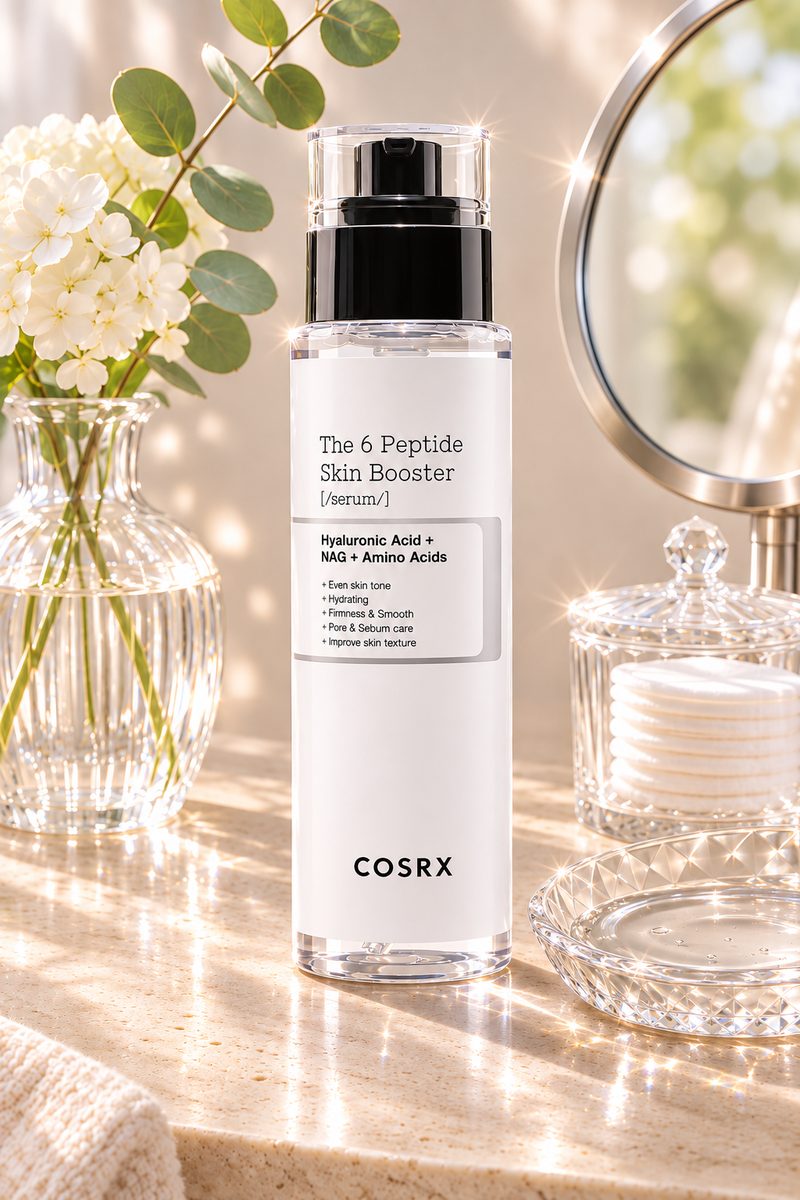 The 6 Peptide
Skin Booster
[/serum/]
Hyaluronic Acid +
NAG + Amino Acids
+ Even skin tone
+ Hydrating
+ Firmness & Smooth
+ Pore & Sebum care
+ Improve skin texture
COSRX